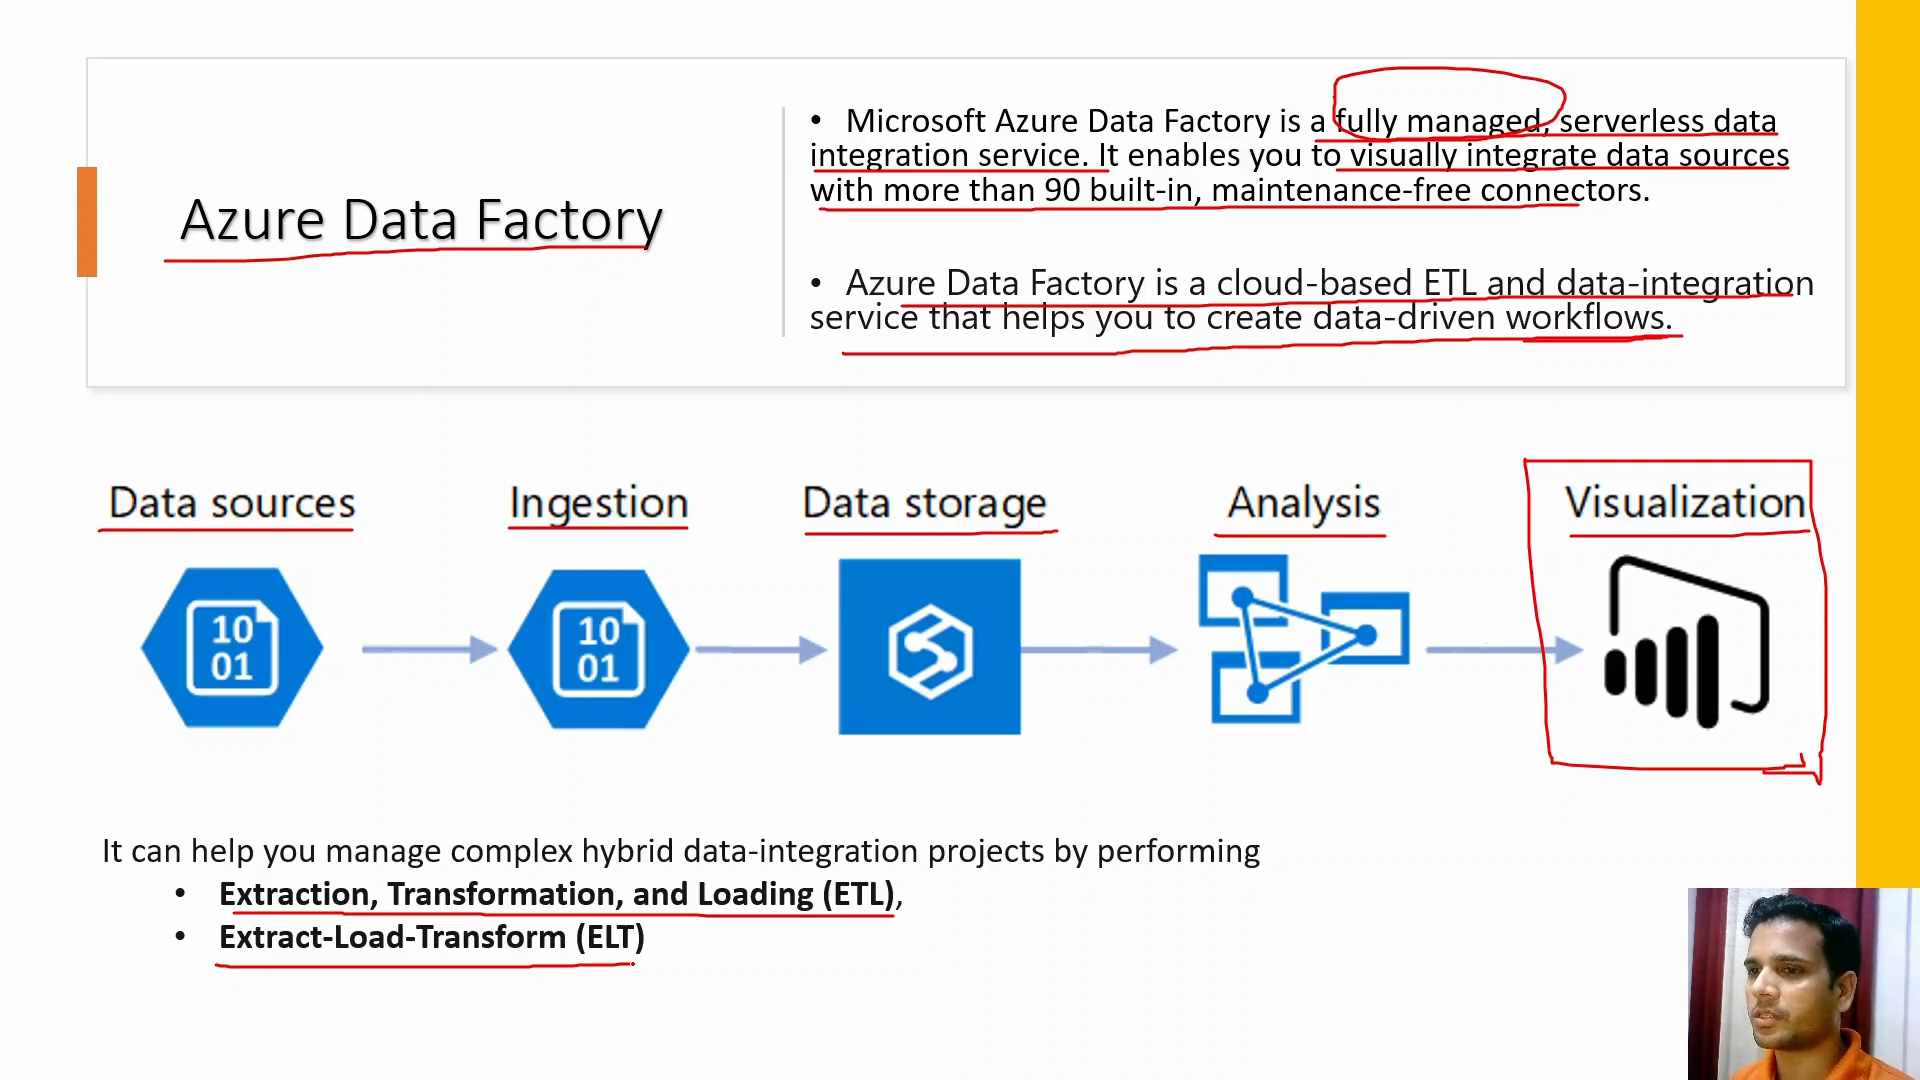 Azure Data Factory
• Microsoft Azure Data Factory is a fully managed, serverless data
integration service. It enables you to visually integrate data sources
with more than 90 built-in, maintenance-free connectors.
• Azure Data Factory is a cloud-based ETL and data-integration
service that helps you to create data-driven workflows.
Data sources
Ingestion
Data storage
Analysis
Visualization
10
01
10
01
It can help you manage complex hybrid data-integration projects by performing
• Extraction, Transformation, and Loading (ETL),
• Extract-Load-Transform (ELT)